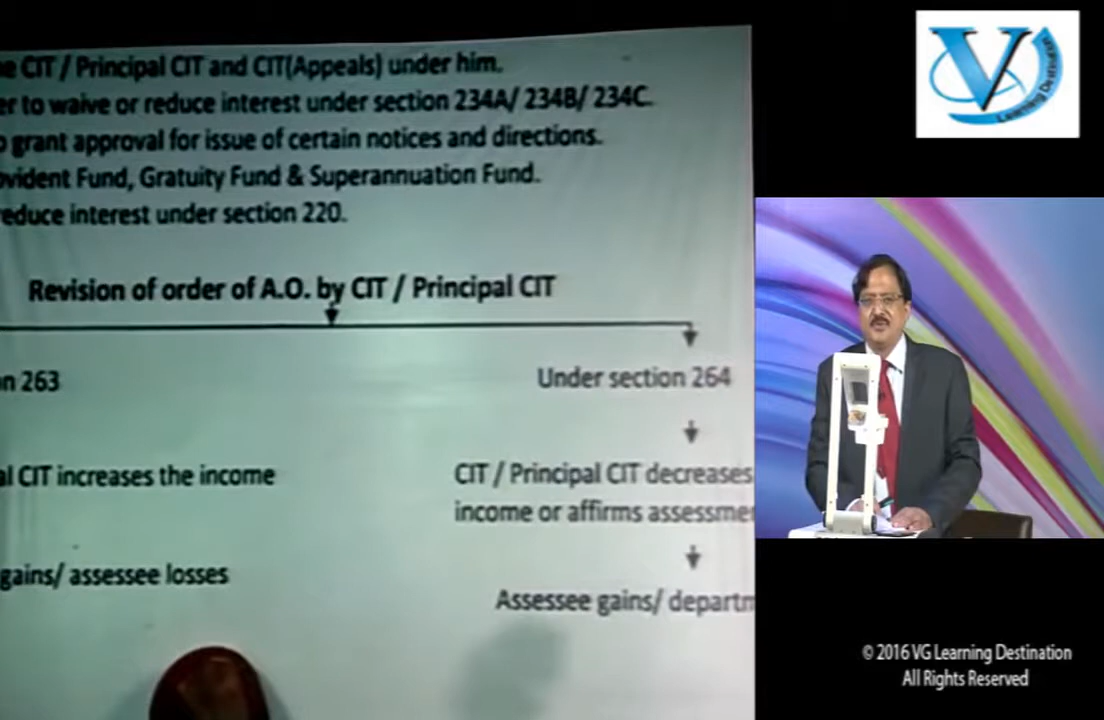 e CIT / Principal CIT and CIT(Appeals) under him.
er to waive or reduce interest under section 234A/ 234B/ 234C.
o grant approval for issue of certain notices and directions.
ovident Fund, Gratuity Fund & Superannuation Fund.
reduce interest under section 220.
Revision of order of A.O. by CIT / Principal CIT
on 263
Under section 264
al CIT increases the income
CIT / Principal CIT decreases
income or affirms assessme
gains/ assessee losses
Assessee gains/ departm
V
Learning Destination
© 2016 VG Learning Destination
All Rights Reserved